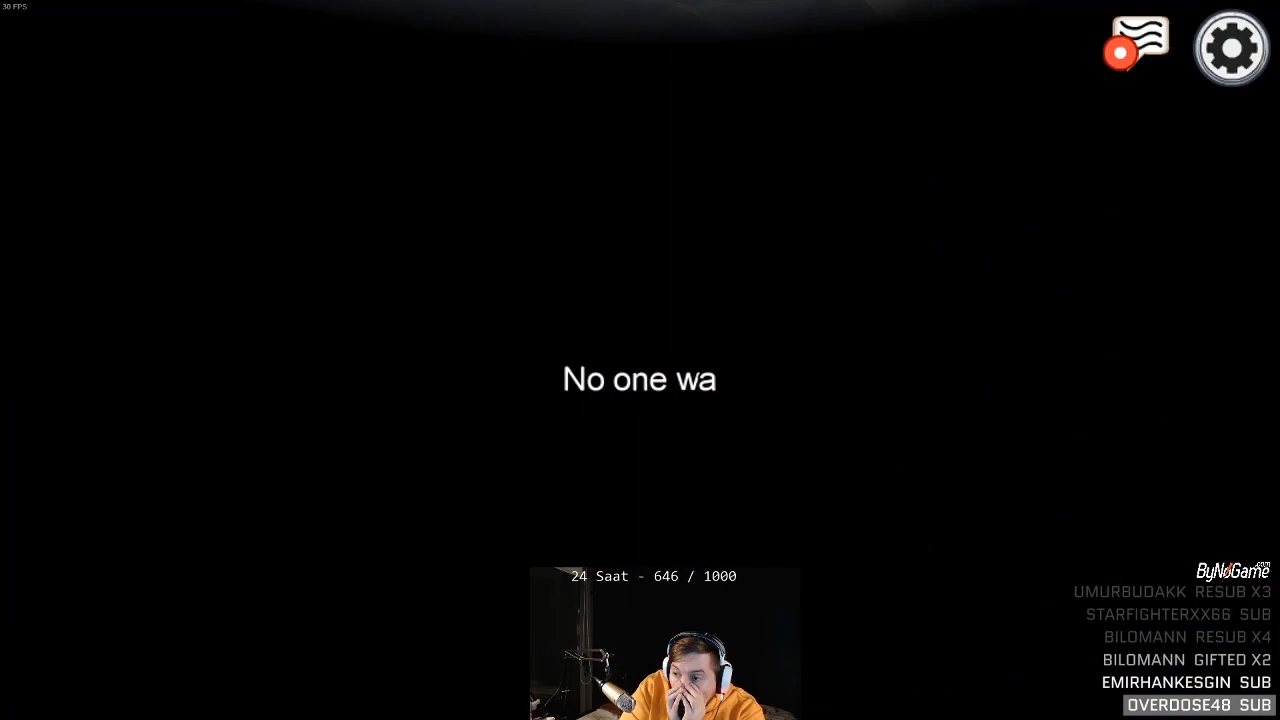 30 FPS
No one wa
24 Saat - 646 / 1000
ByNoGame.com
UMURBUDAKK RESUB X3
STARFIGHTERXX66 SUB
BILOMANN RESUB X4
BILOMANN GIFTED X2
EMIRHANKESGIN SUB
OVERDOSE48 SUB